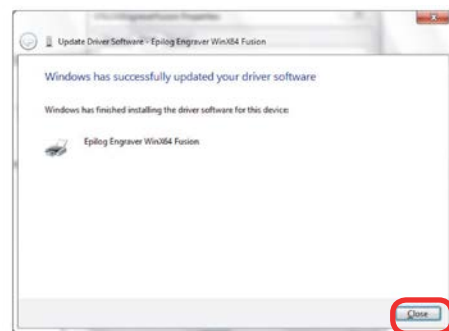 Update Driver Software - Epilog Engraver WinX64 Fusion
Windows has successfully updated your driver software
Windows has finished installing the driver software for this device:
Epilog Engraver WinX64 Fusion
Close